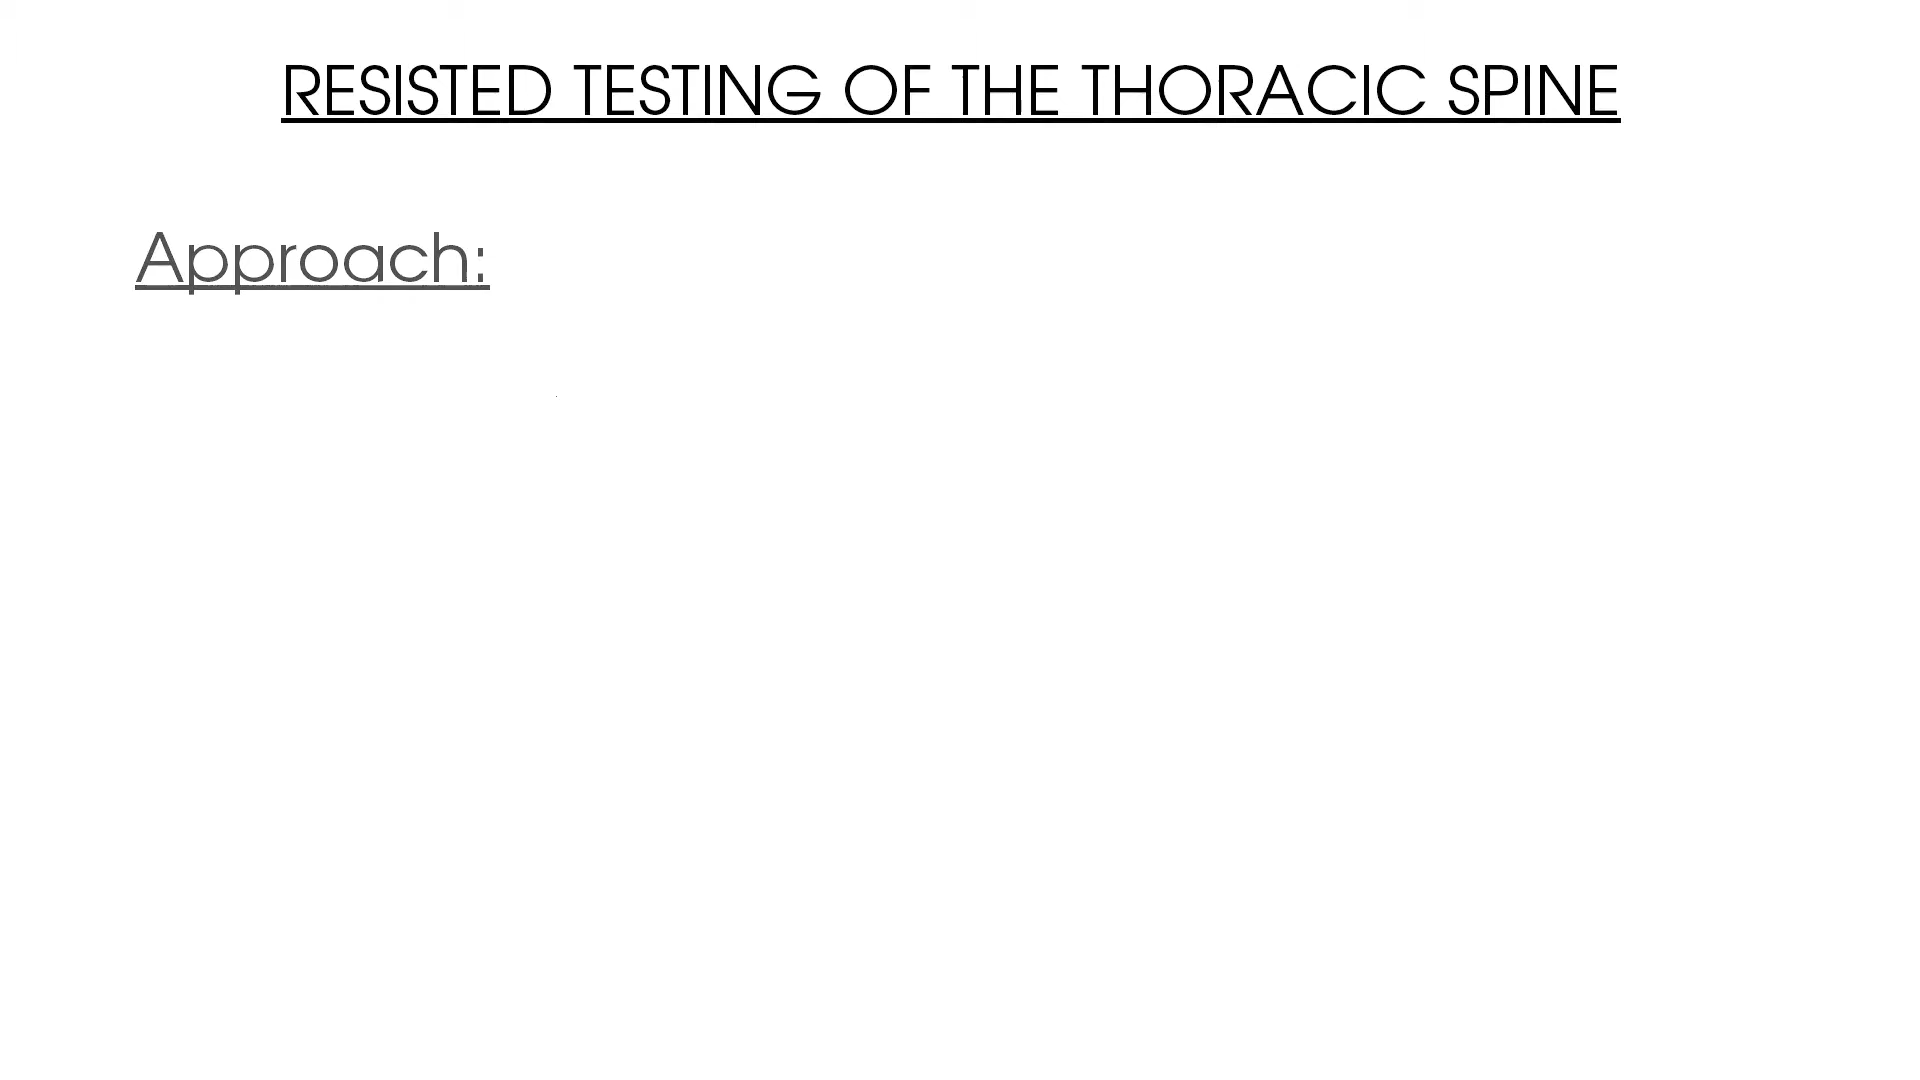 RESISTED TESTING OF THE THORACIC SPINE
Approach: